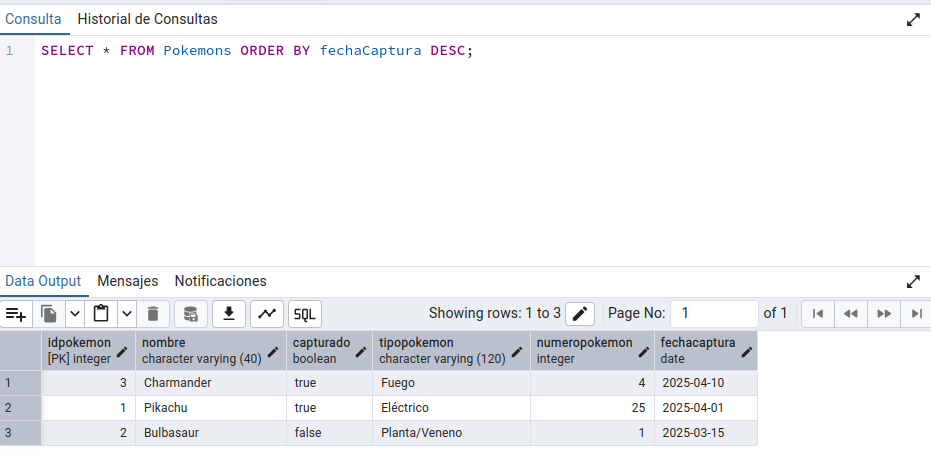 Consulta Historial de Consultas
1 SELECT * FROM Pokemons ORDER BY fechaCaptura DESC;
Data Output Mensajes Notificaciones
SQL Showing rows: 1 to 3 Page No: 1 of 1
idpokemon nombre capturado tipopokemon numeropokemon fechacaptura
[PK] integer character varying (40) boolean character varying (120) integer date
1 3 Charmander true Fuego 4 2025-04-10
2 1 Pikachu true Eléctrico 25 2025-04-01
3 2 Bulbasaur false Planta/Veneno 1 2025-03-15